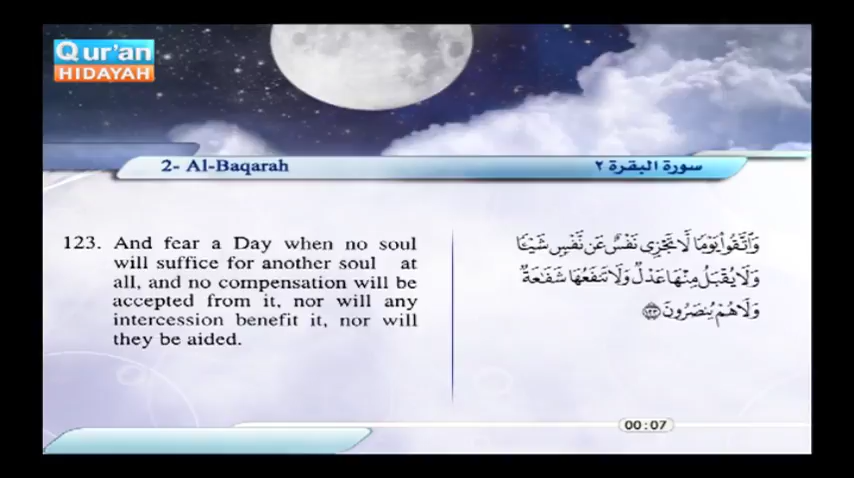 Qur'an
HIDAYAH
2- Al-Baqarah
سورة البقرة ٢
123. And fear a Day when no soul
will suffice for another soul at
all, and no compensation will be
accepted from it, nor will any
intercession benefit it, nor will
they be aided.
وَٱتَّقُوا۟ يَوْمًا لَّا تَجْزِى نَفْسٌ عَن نَّفْسٍ شَيْـًٔا
وَلَا يُقْبَلُ مِنْهَا عَدْلٌ وَلَا تَنفَعُهَا شَفَـٰعَةٌ
وَلَا هُمْ يُنصَرُونَ ١٢٣
00:07